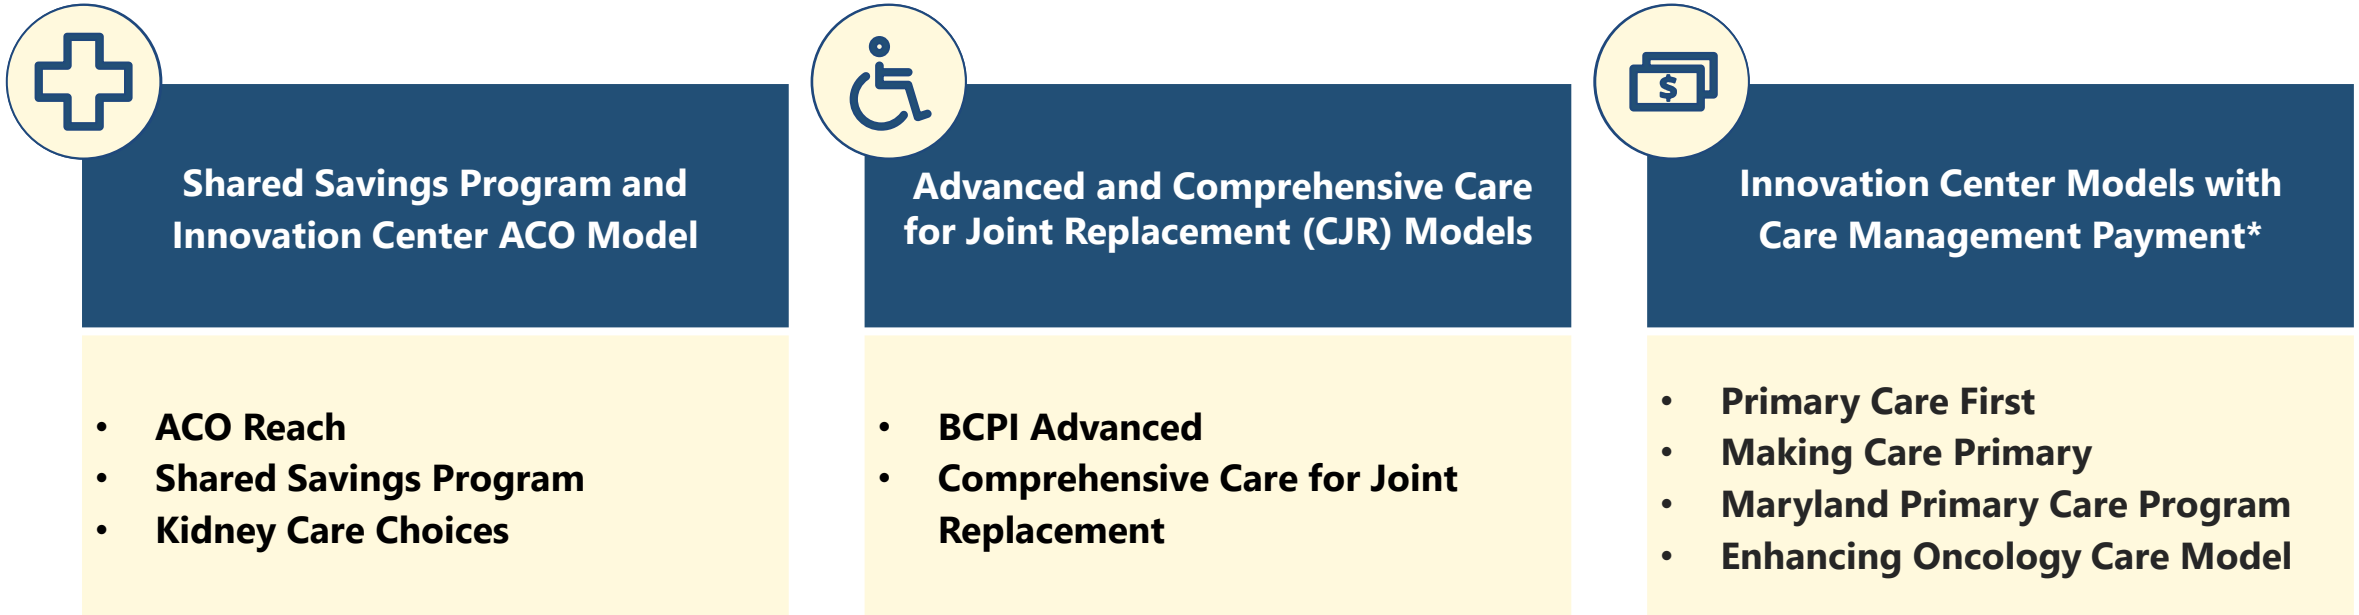 Shared Savings Program and
Innovation Center ACO Model
• ACO Reach
• Shared Savings Program
• Kidney Care Choices
Advanced and Comprehensive Care
for Joint Replacement (CJR) Models
• BCPI Advanced
• Comprehensive Care for Joint
Replacement
$
Innovation Center Models with
Care Management Payment*
• Primary Care First
• Making Care Primary
• Maryland Primary Care Program
• Enhancing Oncology Care Model